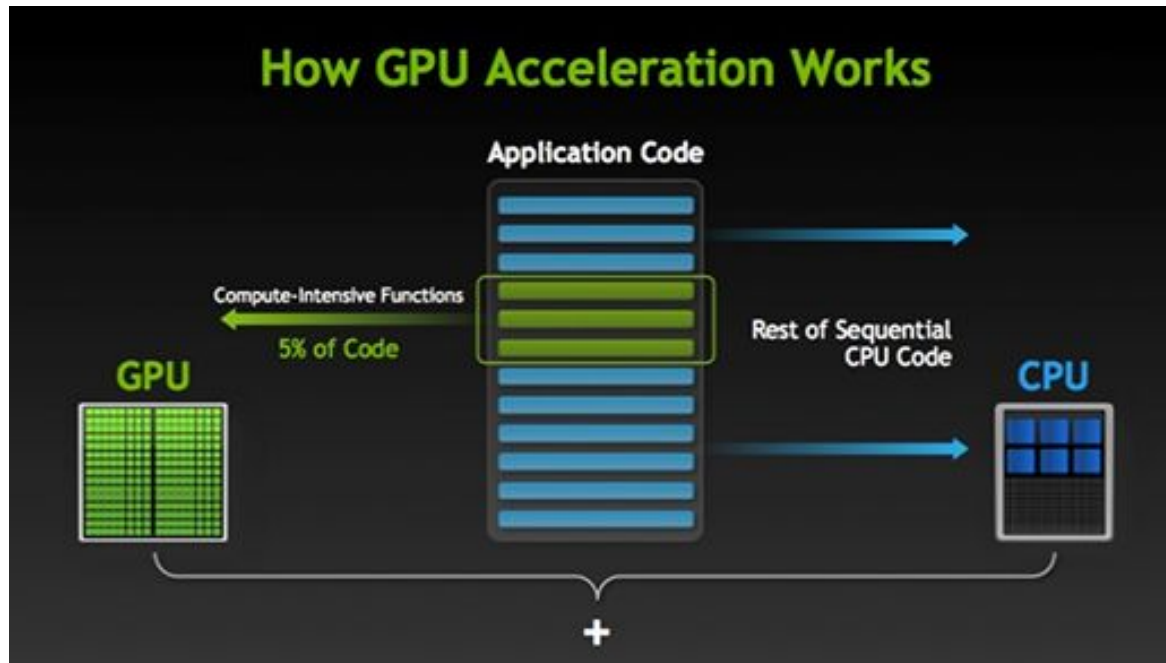 How GPU Acceleration Works
Application Code
Compute-Intensive Functions
5% of Code
Rest of Sequential
CPU Code
GPU
CPU
+